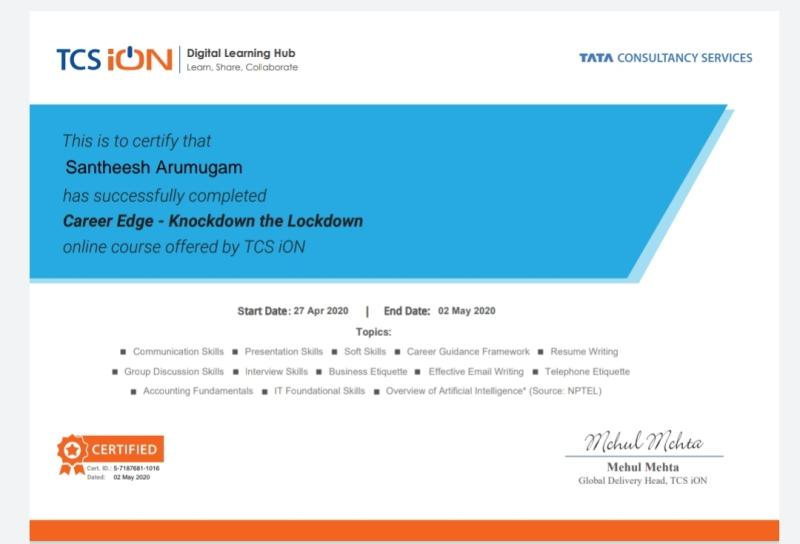 TCS iON
Digital Learning Hub
Learn, Share, Collaborate
TATA CONSULTANCY SERVICES
This is to certify that
Santheesh Arumugam
has successfully completed
Career Edge - Knockdown the Lockdown
online course offered by TCS iON
Start Date: 27 Apr 2020 | End Date: 02 May 2020
Topics:
■ Communication Skills ■ Presentation Skills ■ Soft Skills ■ Career Guidance Framework ■ Resume Writing
■ Group Discussion Skills ■ Interview Skills ■ Business Etiquette ■ Effective Email Writing ■ Telephone Etiquette
■ Accounting Fundamentals ■ IT Foundational Skills ■ Overview of Artificial Intelligence* (Source: NPTEL)
CERTIFIED
Cert. ID.: 5-7187681-1016
Dated: 02 May 2020
Mehul Mehta
Mehul Mehta
Global Delivery Head, TCS iON